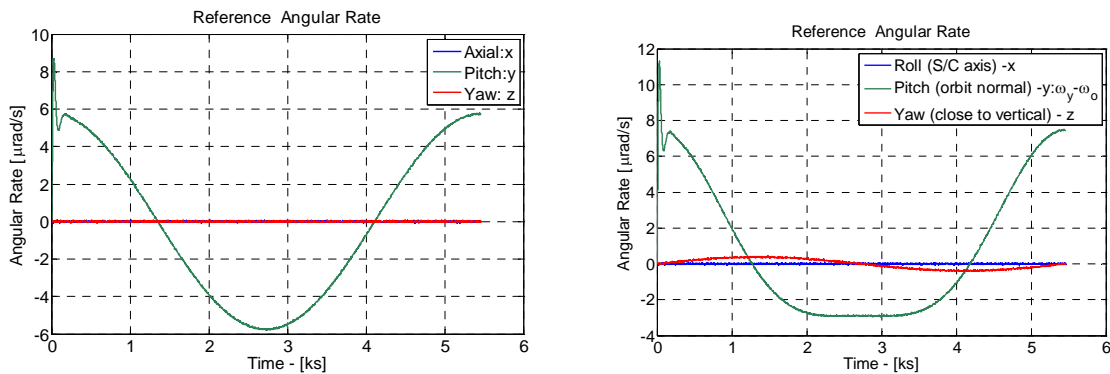 Reference Angular Rate
Angular Rate [μrad/s]
10
8
6
4
2
0
-2
-4
-6
Axial:x
Pitch:y
Yaw: z
0 1 2 3 4 5 6
Time - [ks]
Reference Angular Rate
Angular Rate [μrad/s]
12
10
8
6
4
2
0
-2
-4
Roll (S/C axis) -x
Pitch (orbit normal) -y:ω_y-ω_o
Yaw (close to vertical) - z
0 1 2 3 4 5 6
Time - [ks]